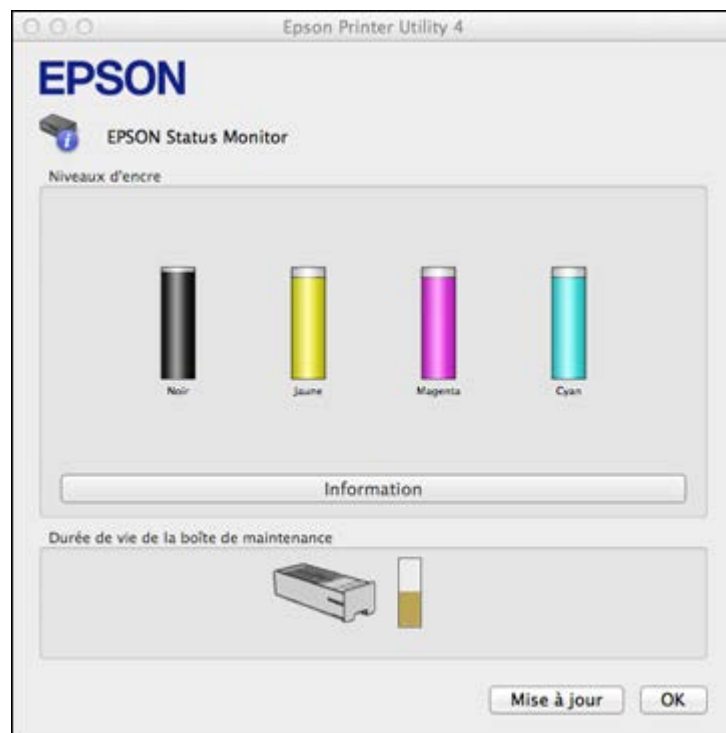 Epson Printer Utility 4
EPSON
EPSON Status Monitor
Niveaux d'encre
Noir
Jaune
Magenta
Cyan
Information
Durée de vie de la boîte de maintenance
Mise à jour
OK